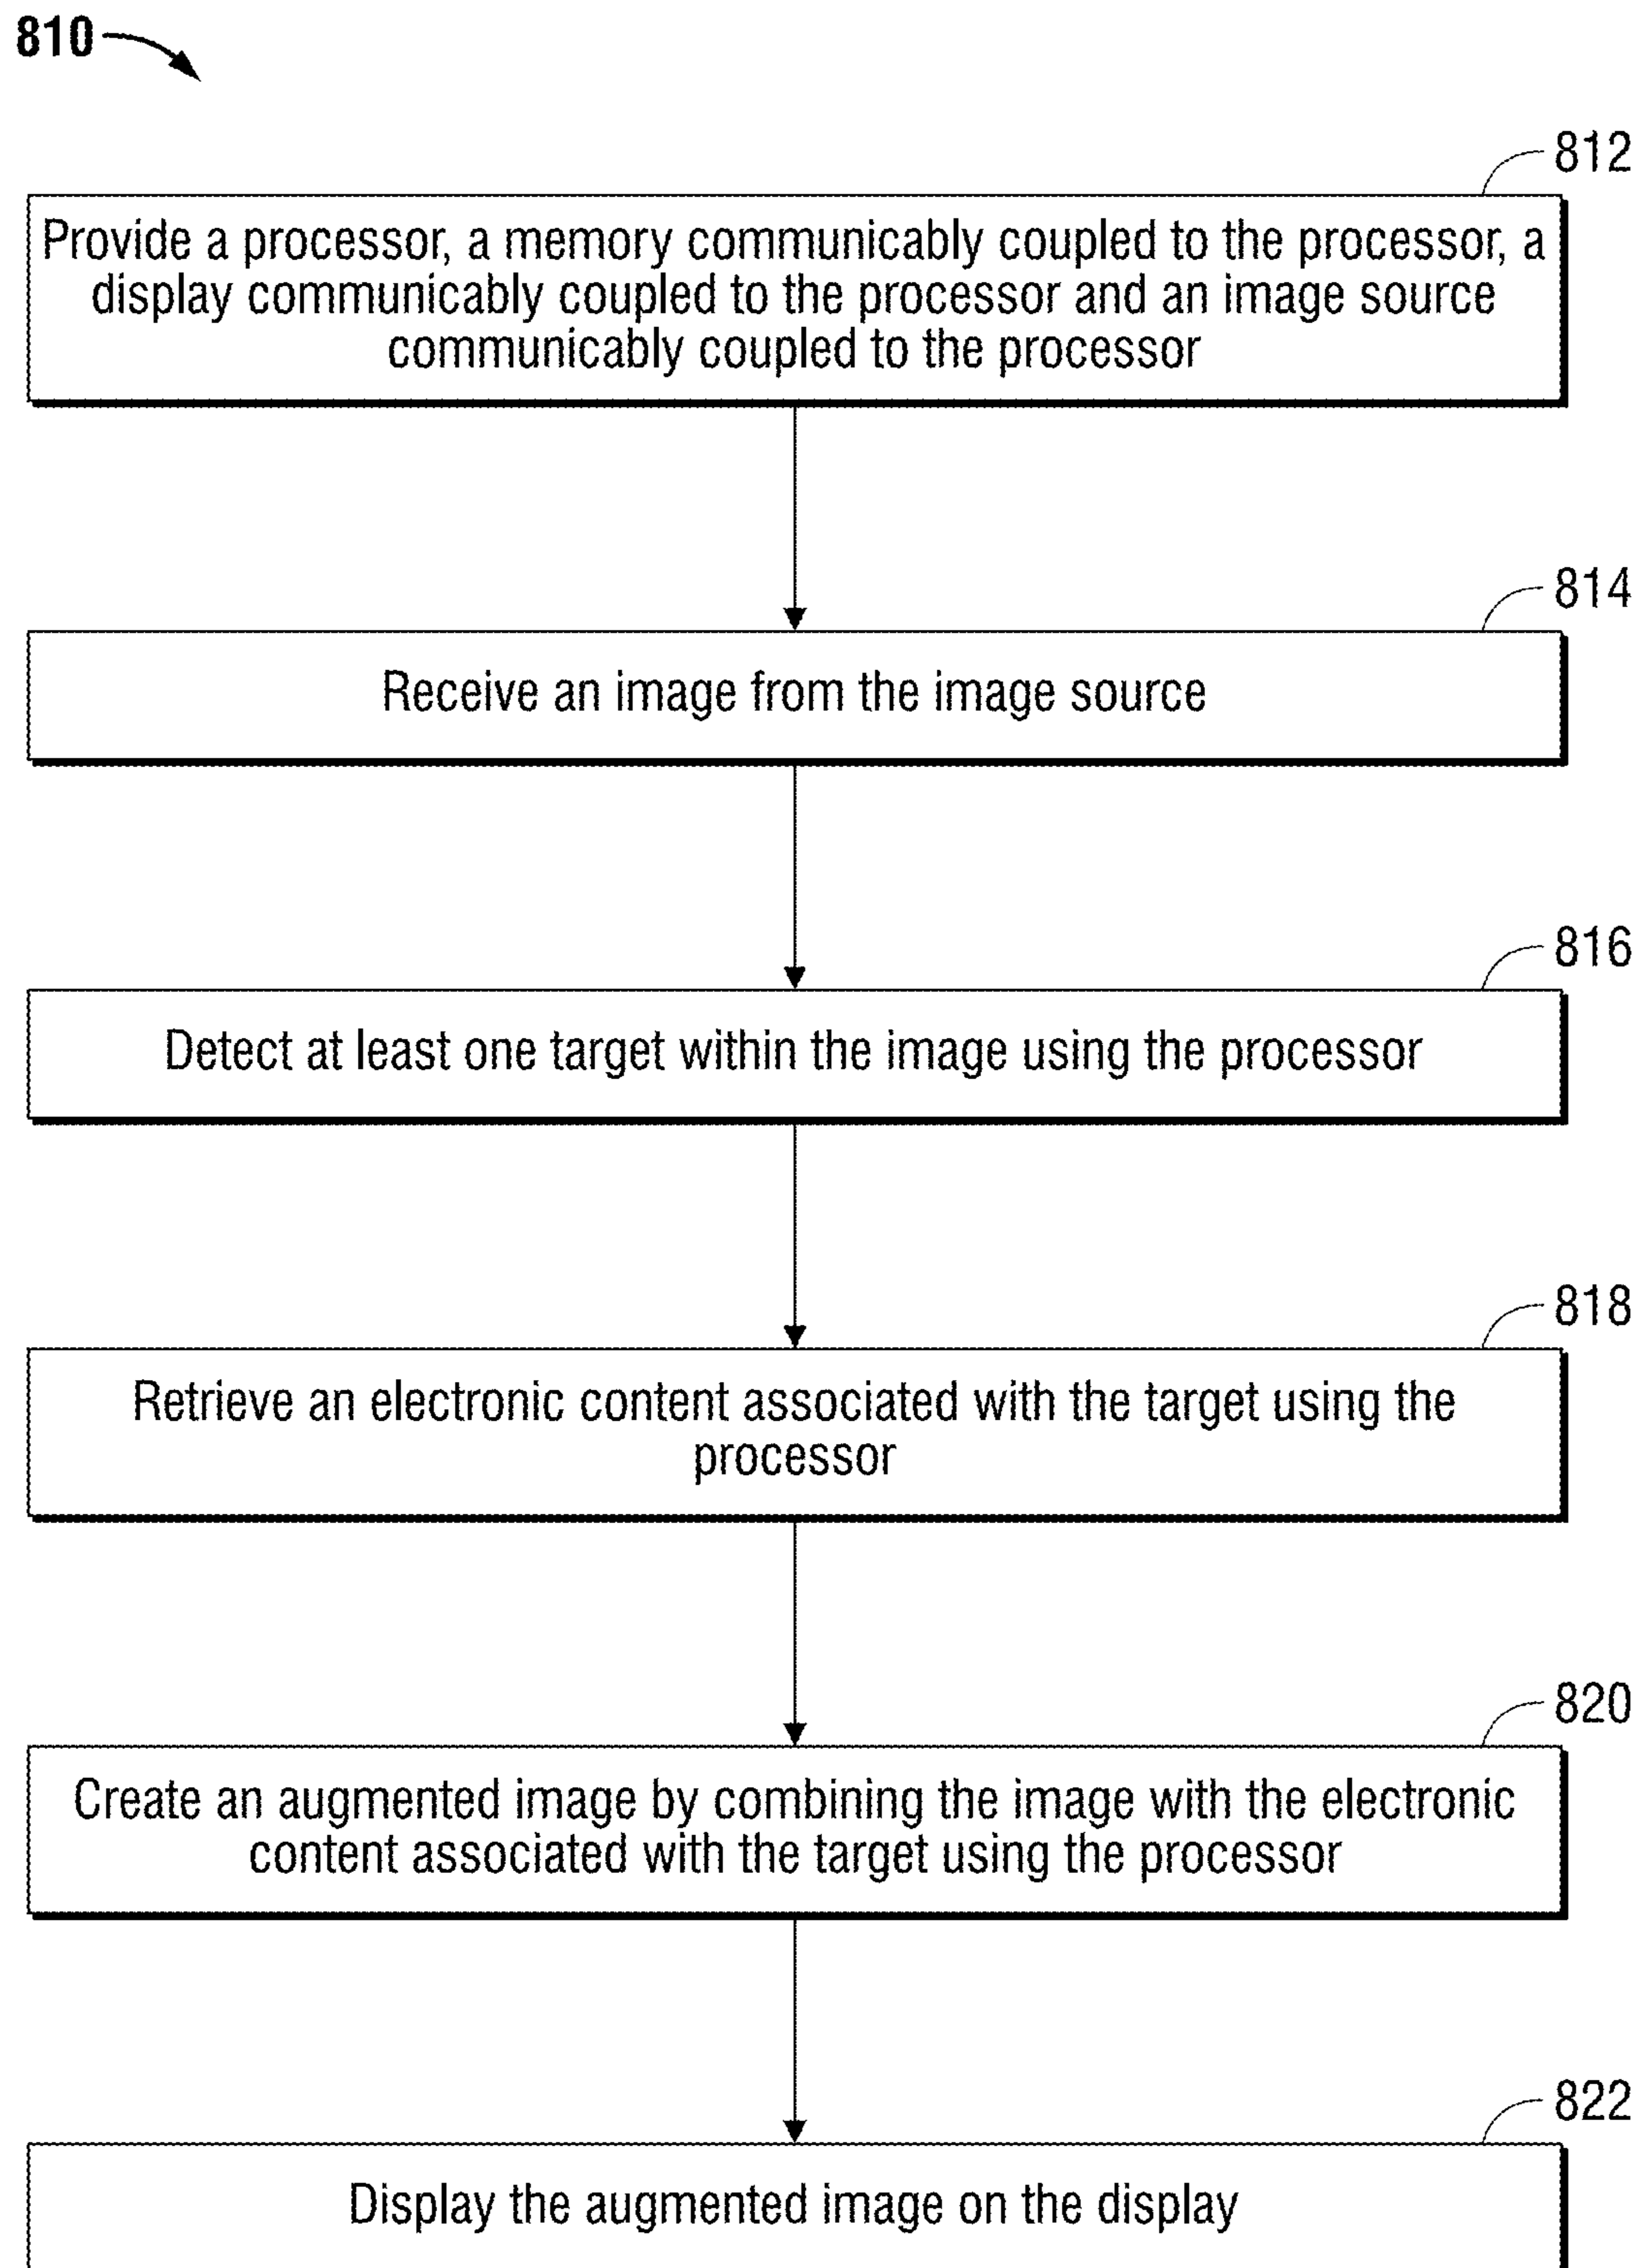 810
812
Provide a processor, a memory communicably coupled to the processor, a
display communicably coupled to the processor and an image source
communicably coupled to the processor
814
Receive an image from the image source
816
Detect at least one target within the image using the processor
818
Retrieve an electronic content associated with the target using the
processor
820
Create an augmented image by combining the image with the electronic
content associated with the target using the processor
822
Display the augmented image on the display